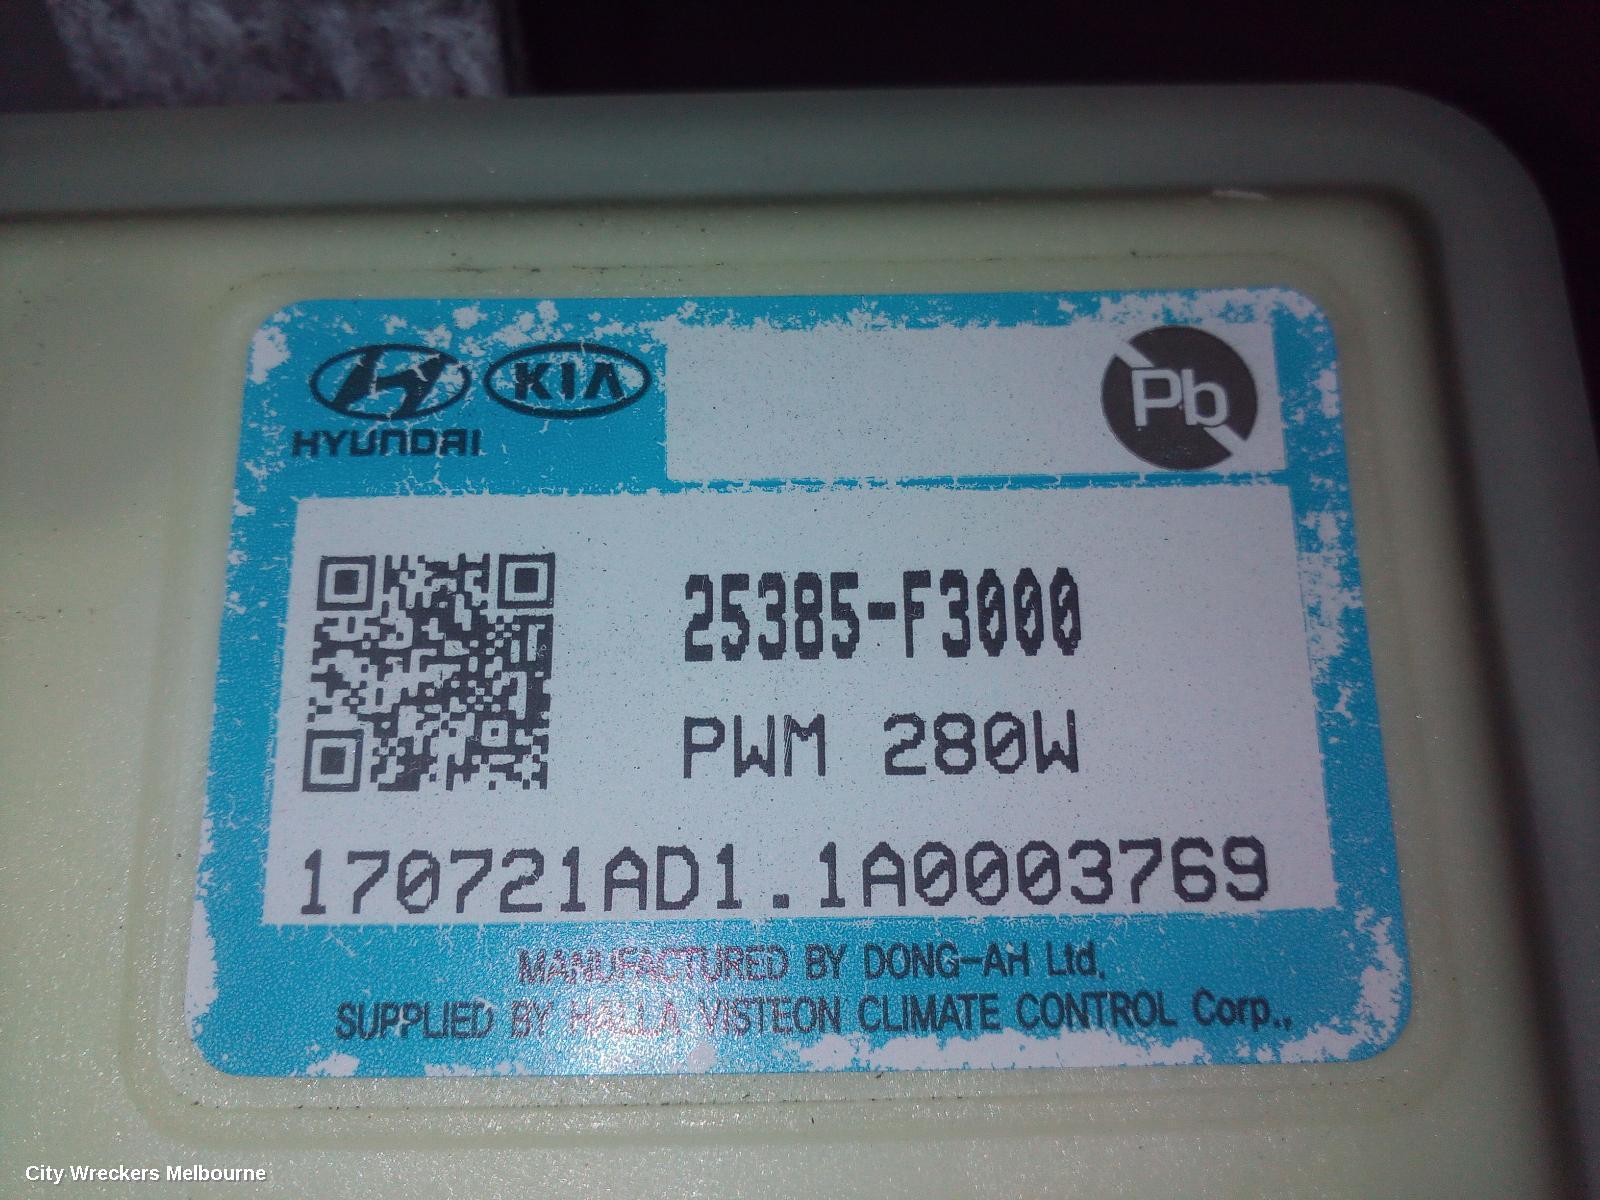 HYUNDAI
KIA
Pb
25385-F3000
PWM 280W
170721AD1.1A0003769
MANUFACTURED BY DONG-AH Ltd.
SUPPLIED BY HALLA VISTEON CLIMATE CONTROL Corp.,
City Wreckers Melbourne